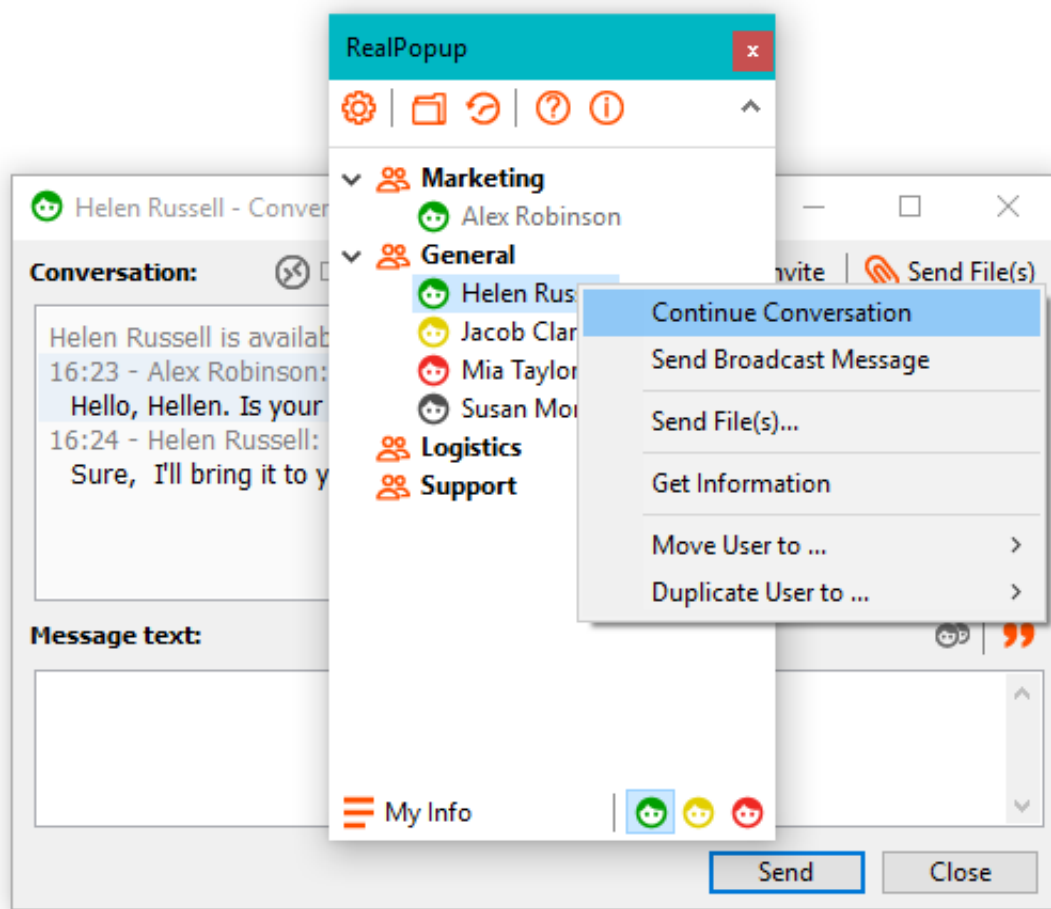 RealPopup
Marketing
Alex Robinson
General
Helen Rus
Jacob Clar
Mia Taylor
Susan Mor
Logistics
Support
My Info
Continue Conversation
Send Broadcast Message
Send File(s)...
Get Information
Move User to ...
Duplicate User to ...
Helen Russell - Conver
Conversation:
nvite
Send File(s)
Helen Russell is availab
16:23 - Alex Robinson:
Hello, Hellen. Is your
16:24 - Helen Russell:
Sure, I'll bring it to y
Message text:
Send
Close